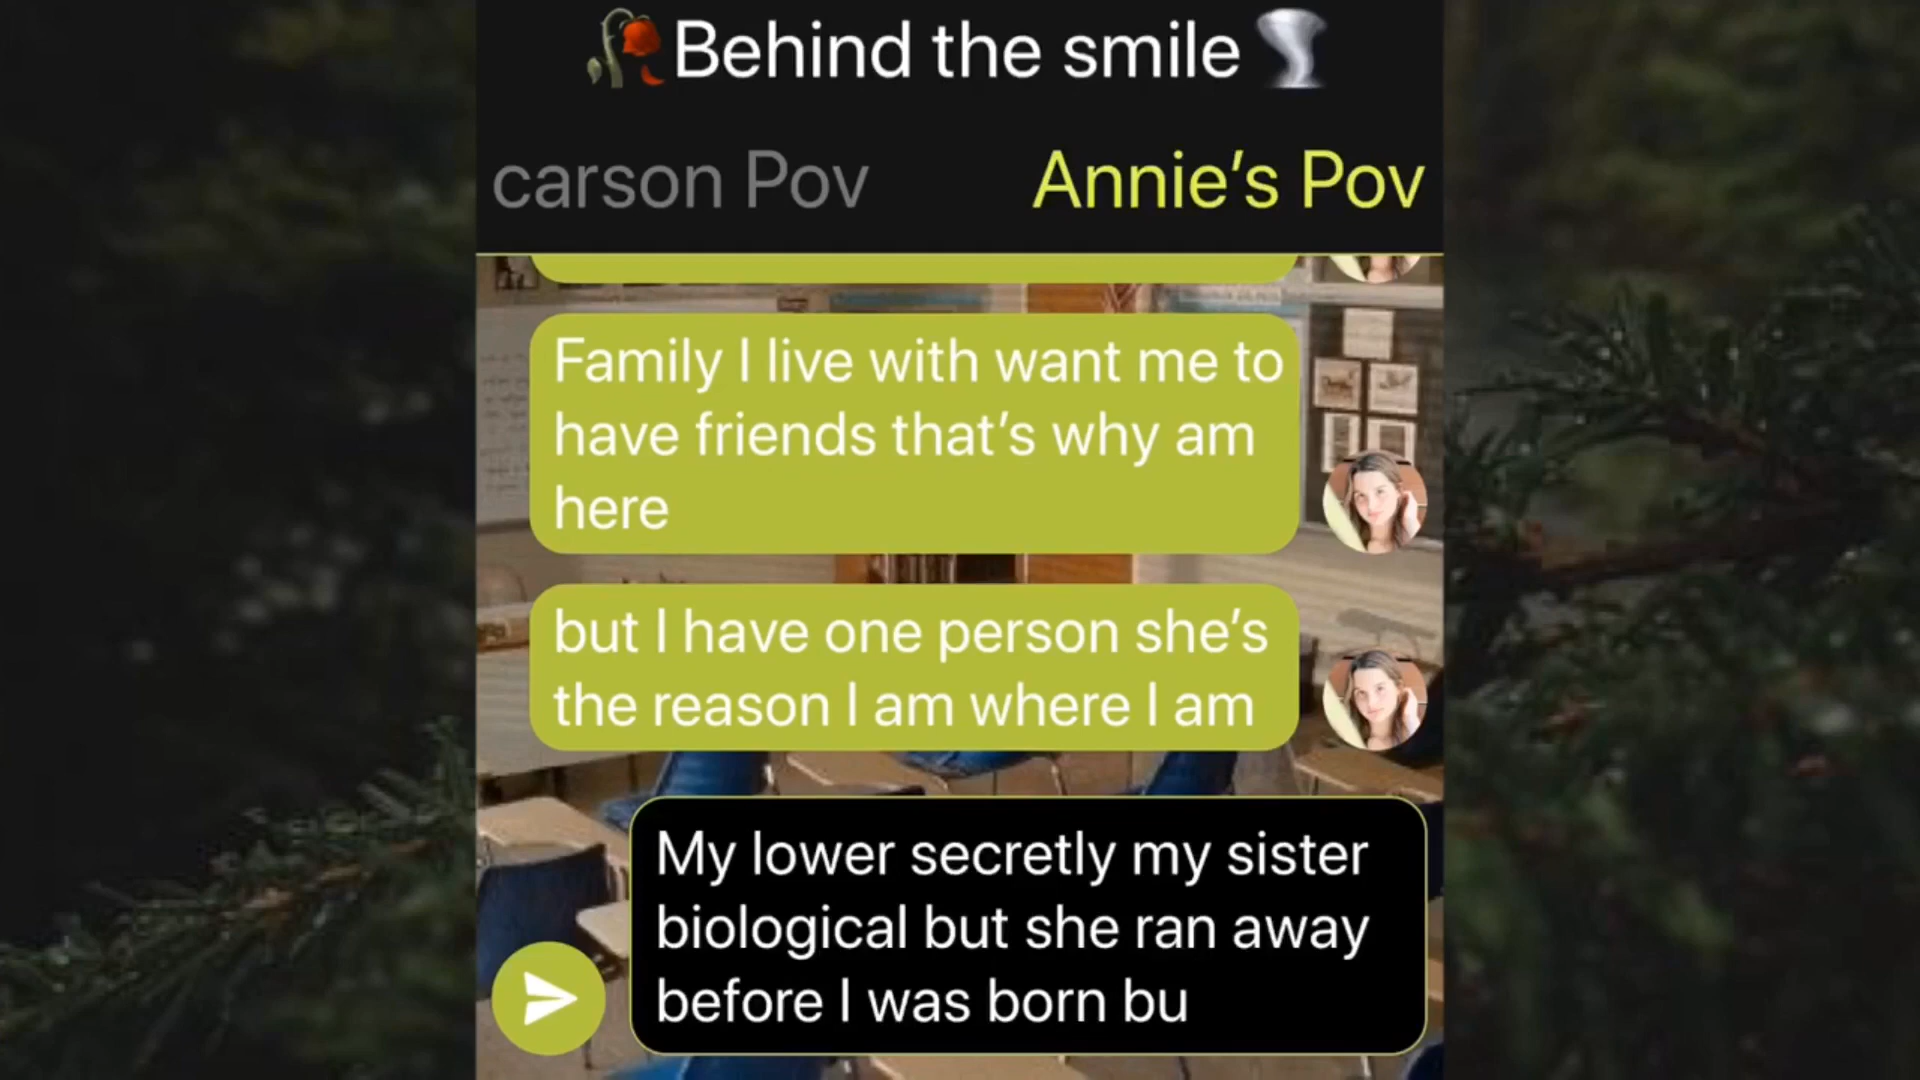 🥀Behind the smile🌪
carson Pov Annie's Pov
Family I live with want me to
have friends that's why am
here
but I have one person she's
the reason I am where I am
My lower secretly my sister
biological but she ran away
before I was born bu